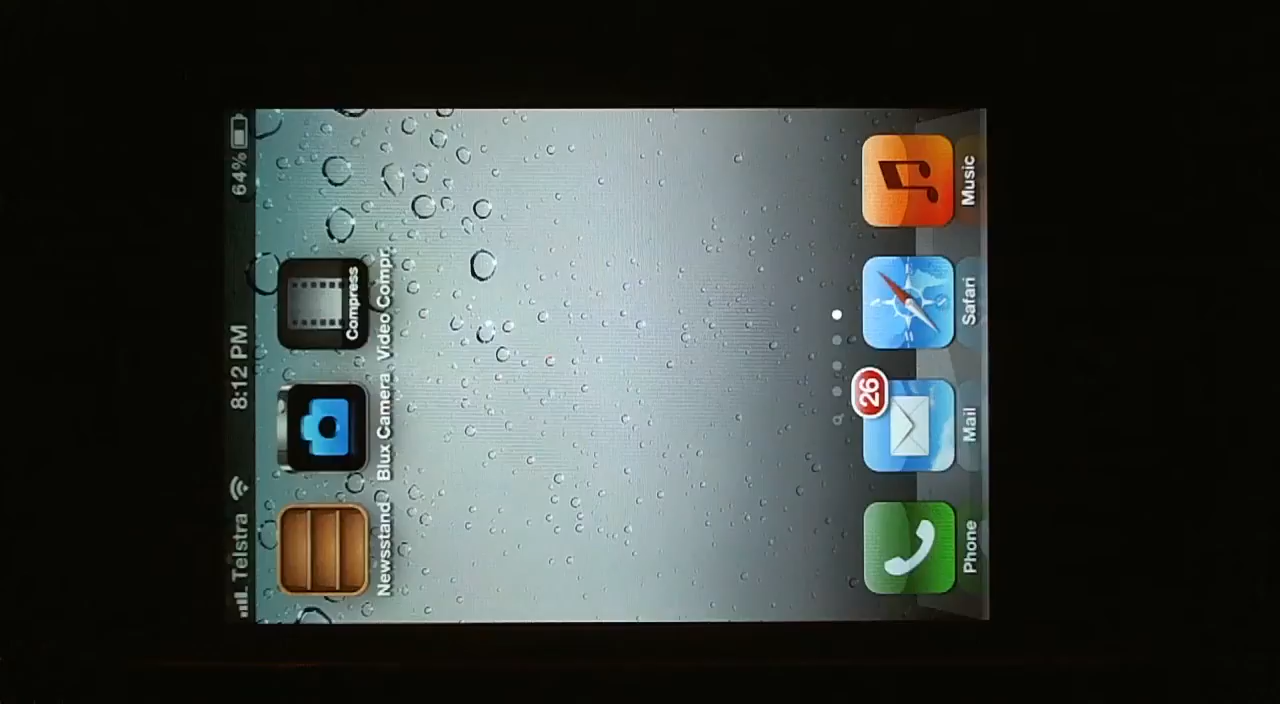 Telstra 8:12 PM 64%
Compress
Newsstand Blux Camera Video Compr
26
Phone Mail Safari Music